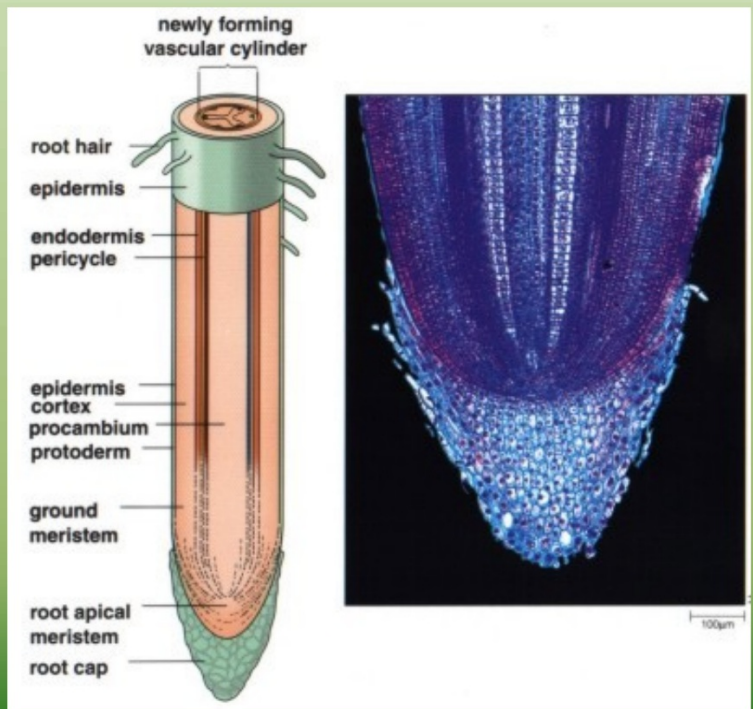 newly forming
vascular cylinder
root hair
epidermis
endodermis
pericycle
epidermis
cortex
procambium
protoderm
ground
meristem
root apical
meristem
root cap
100µm